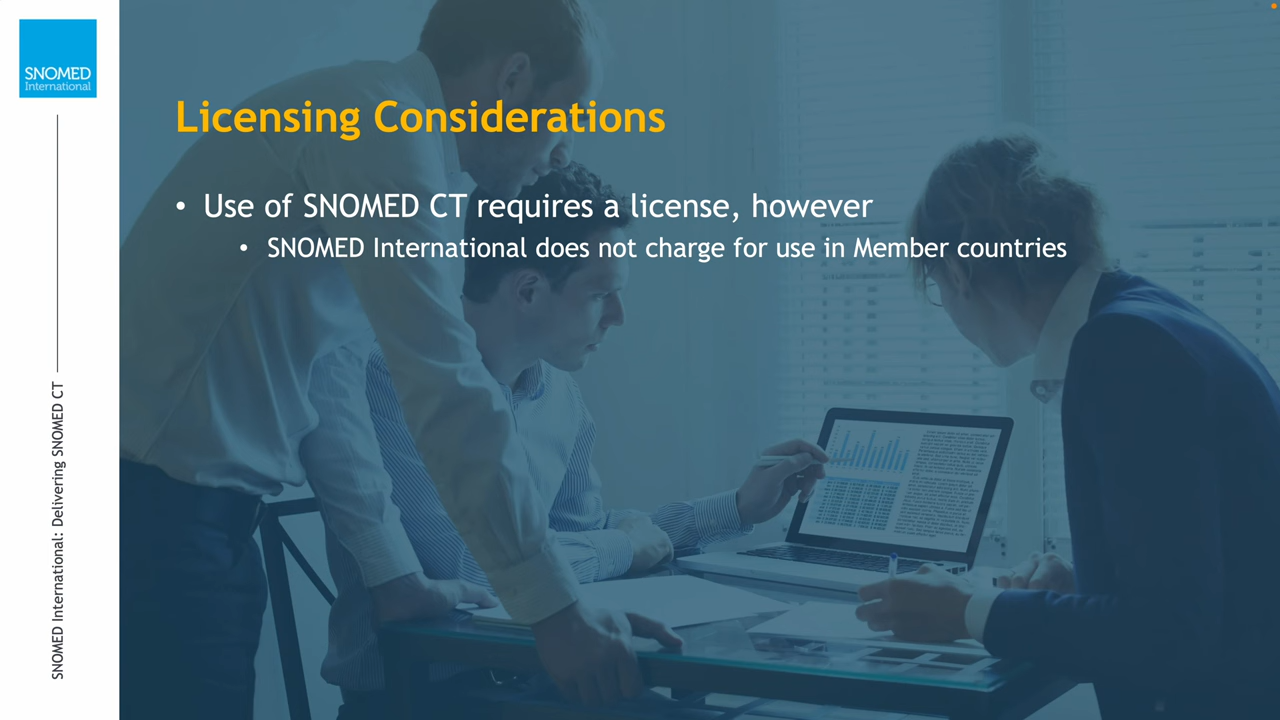 SNOMED
International
Licensing Considerations
• Use of SNOMED CT requires a license, however
• SNOMED International does not charge for use in Member countries
SNOMED International: Delivering SNOMED CT